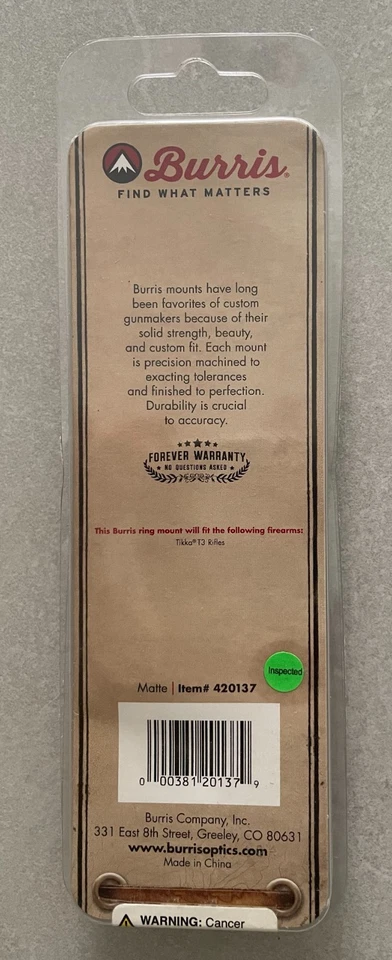 Burris®
FIND WHAT MATTERS
Burris mounts have long
been favorites of custom
gunmakers because of their
solid strength, beauty,
and custom fit. Each mount
is precision machined to
exacting tolerances
and finished to perfection.
Durability is crucial
to accuracy.
FOREVER WARRANTY
NO QUESTIONS ASKED
This Burris ring mount will fit the following firearms:
Tikka® T3 Rifles
Inspected
Matte | Item# 420137
0 00381 20137 9
Burris Company, Inc.
331 East 8th Street, Greeley, CO 80631
www.burrisoptics.com
Made in China
WARNING: Cancer